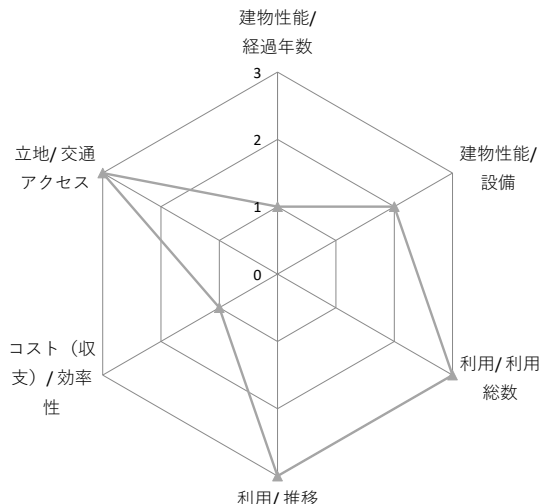 建物性能/
経過年数
3
立地/ 交通
アクセス
2
建物性能/
設備
1
0
コスト（収
支）/ 効率
性
利用/ 利用
総数
利用/ 推移